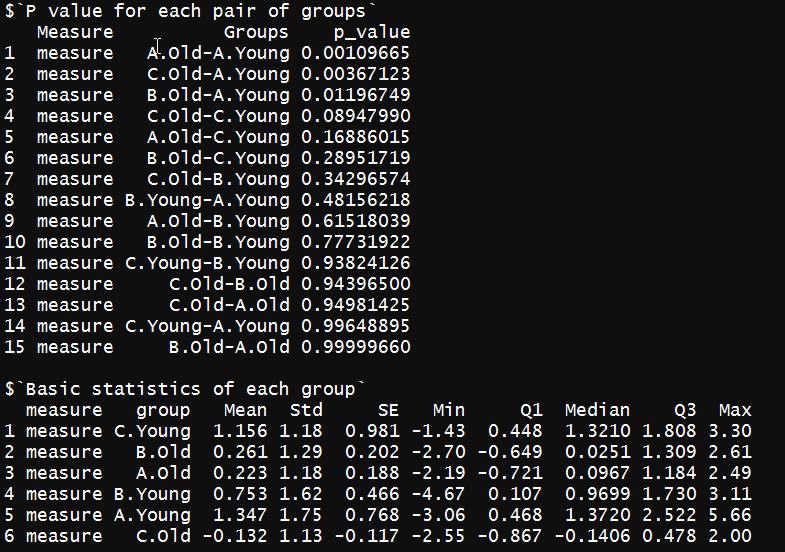 $`P value for each pair of groups`
   Measure          Groups    p_value
1  measure   A.Old-A.Young 0.00109665
2  measure   C.Old-A.Young 0.00367123
3  measure   B.Old-A.Young 0.01196749
4  measure   C.Old-C.Young 0.08947990
5  measure   A.Old-C.Young 0.16886015
6  measure   B.Old-C.Young 0.28951719
7  measure   C.Old-B.Young 0.34296574
8  measure B.Young-A.Young 0.48156218
9  measure   A.Old-B.Young 0.61518039
10 measure   B.Old-B.Young 0.77731922
11 measure C.Young-B.Young 0.93824126
12 measure     C.Old-B.Old 0.94396500
13 measure     C.Old-A.Old 0.94981425
14 measure C.Young-A.Young 0.99648895
15 measure     B.Old-A.Old 0.99999660
$`Basic statistics of each group`
  measure   group   Mean  Std     SE   Min     Q1  Median    Q3  Max
1 measure C.Young  1.156 1.18  0.981 -1.43  0.448  1.3210 1.808 3.30
2 measure   B.Old  0.261 1.29  0.202 -2.70 -0.649  0.0251 1.309 2.61
3 measure   A.Old  0.223 1.18  0.188 -2.19 -0.721  0.0967 1.184 2.49
4 measure B.Young  0.753 1.62  0.466 -4.67  0.107  0.9699 1.730 3.11
5 measure A.Young  1.347 1.75  0.768 -3.06  0.468  1.3720 2.522 5.66
6 measure   C.Old -0.132 1.13 -0.117 -2.55 -0.867 -0.1406 0.478 2.00